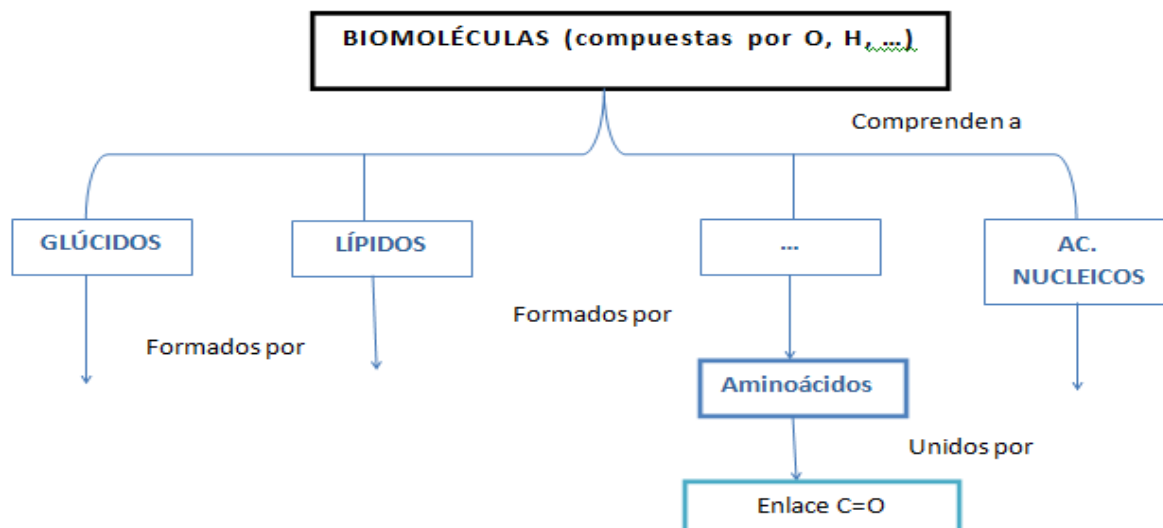 BIOMOLÉCULAS (compuestas por O, H, ...)
Comprenden a
GLÚCIDOS
LÍPIDOS
...
AC.
NUCLEICOS
Formados por
Formados por
Aminoácidos
Unidos por
Enlace C=O